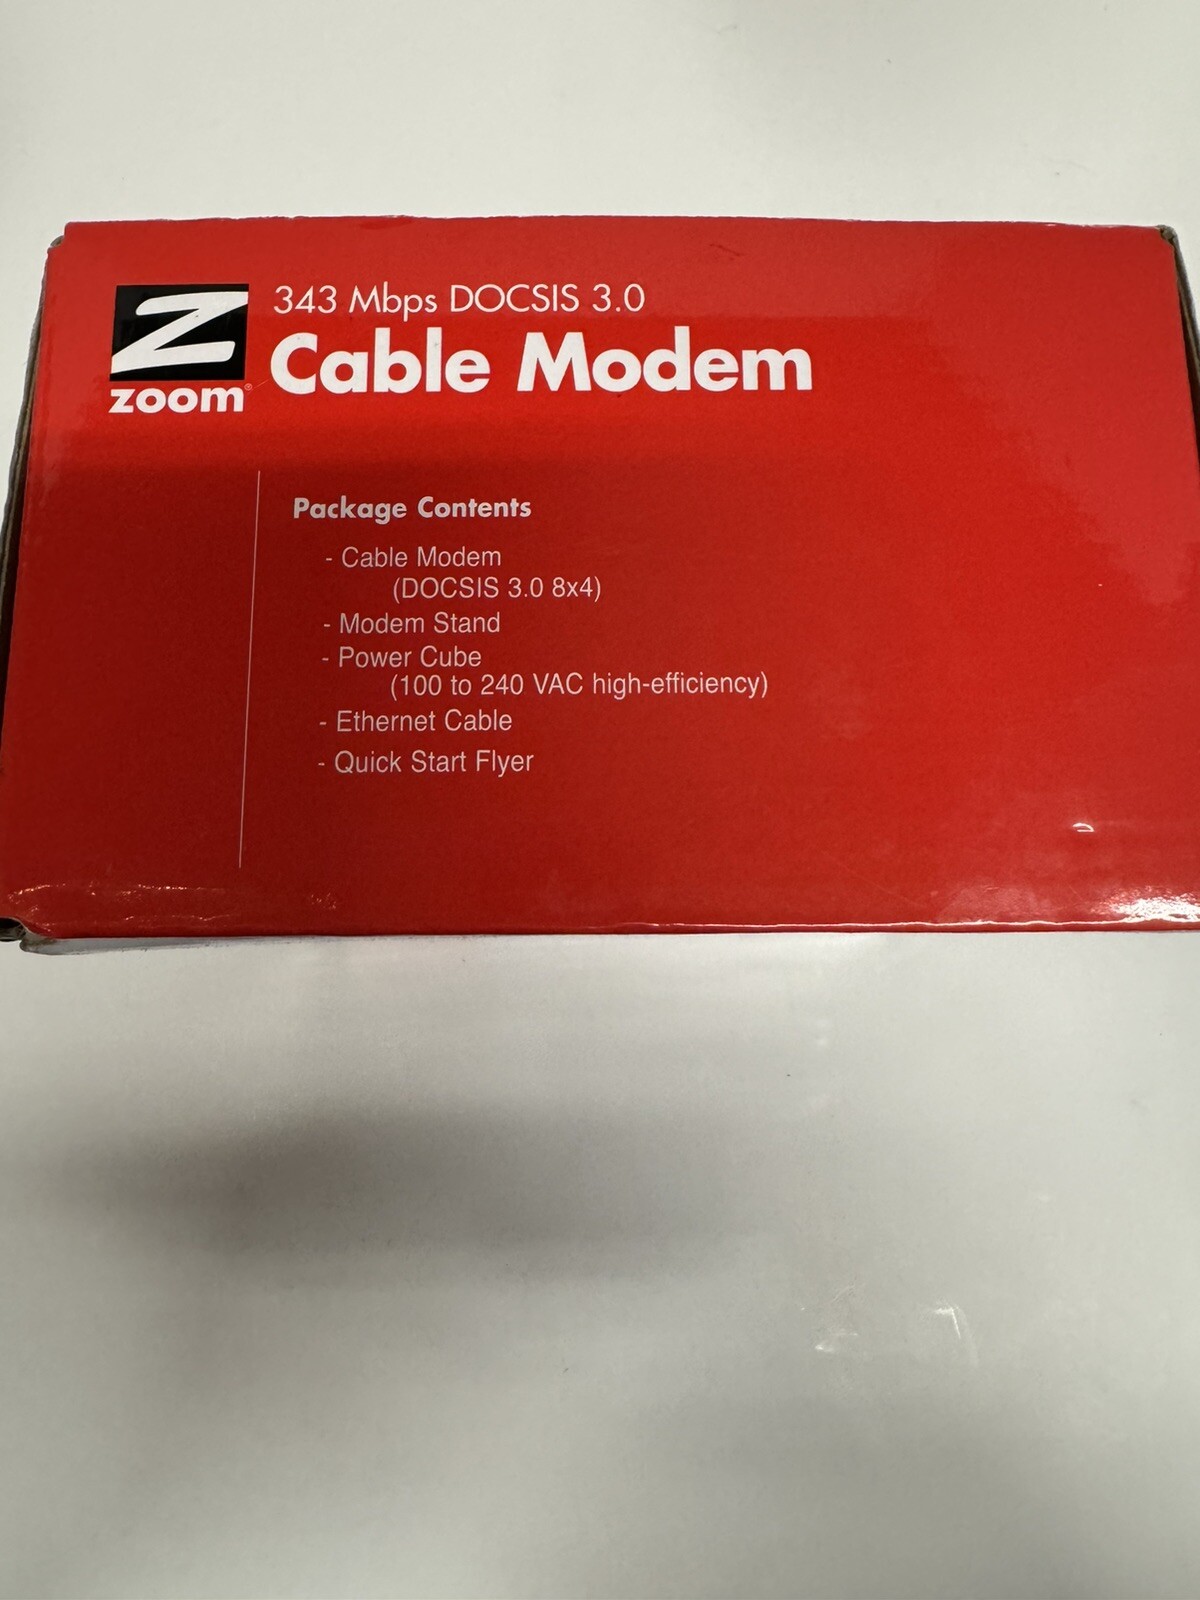 343 Mbps DOCSIS 3.0
Z
Cable Modem
zoom®
Package Contents
- Cable Modem
(DOCSIS 3.0 8x4)
- Modem Stand
- Power Cube
(100 to 240 VAC high-efficiency)
- Ethernet Cable
- Quick Start Flyer